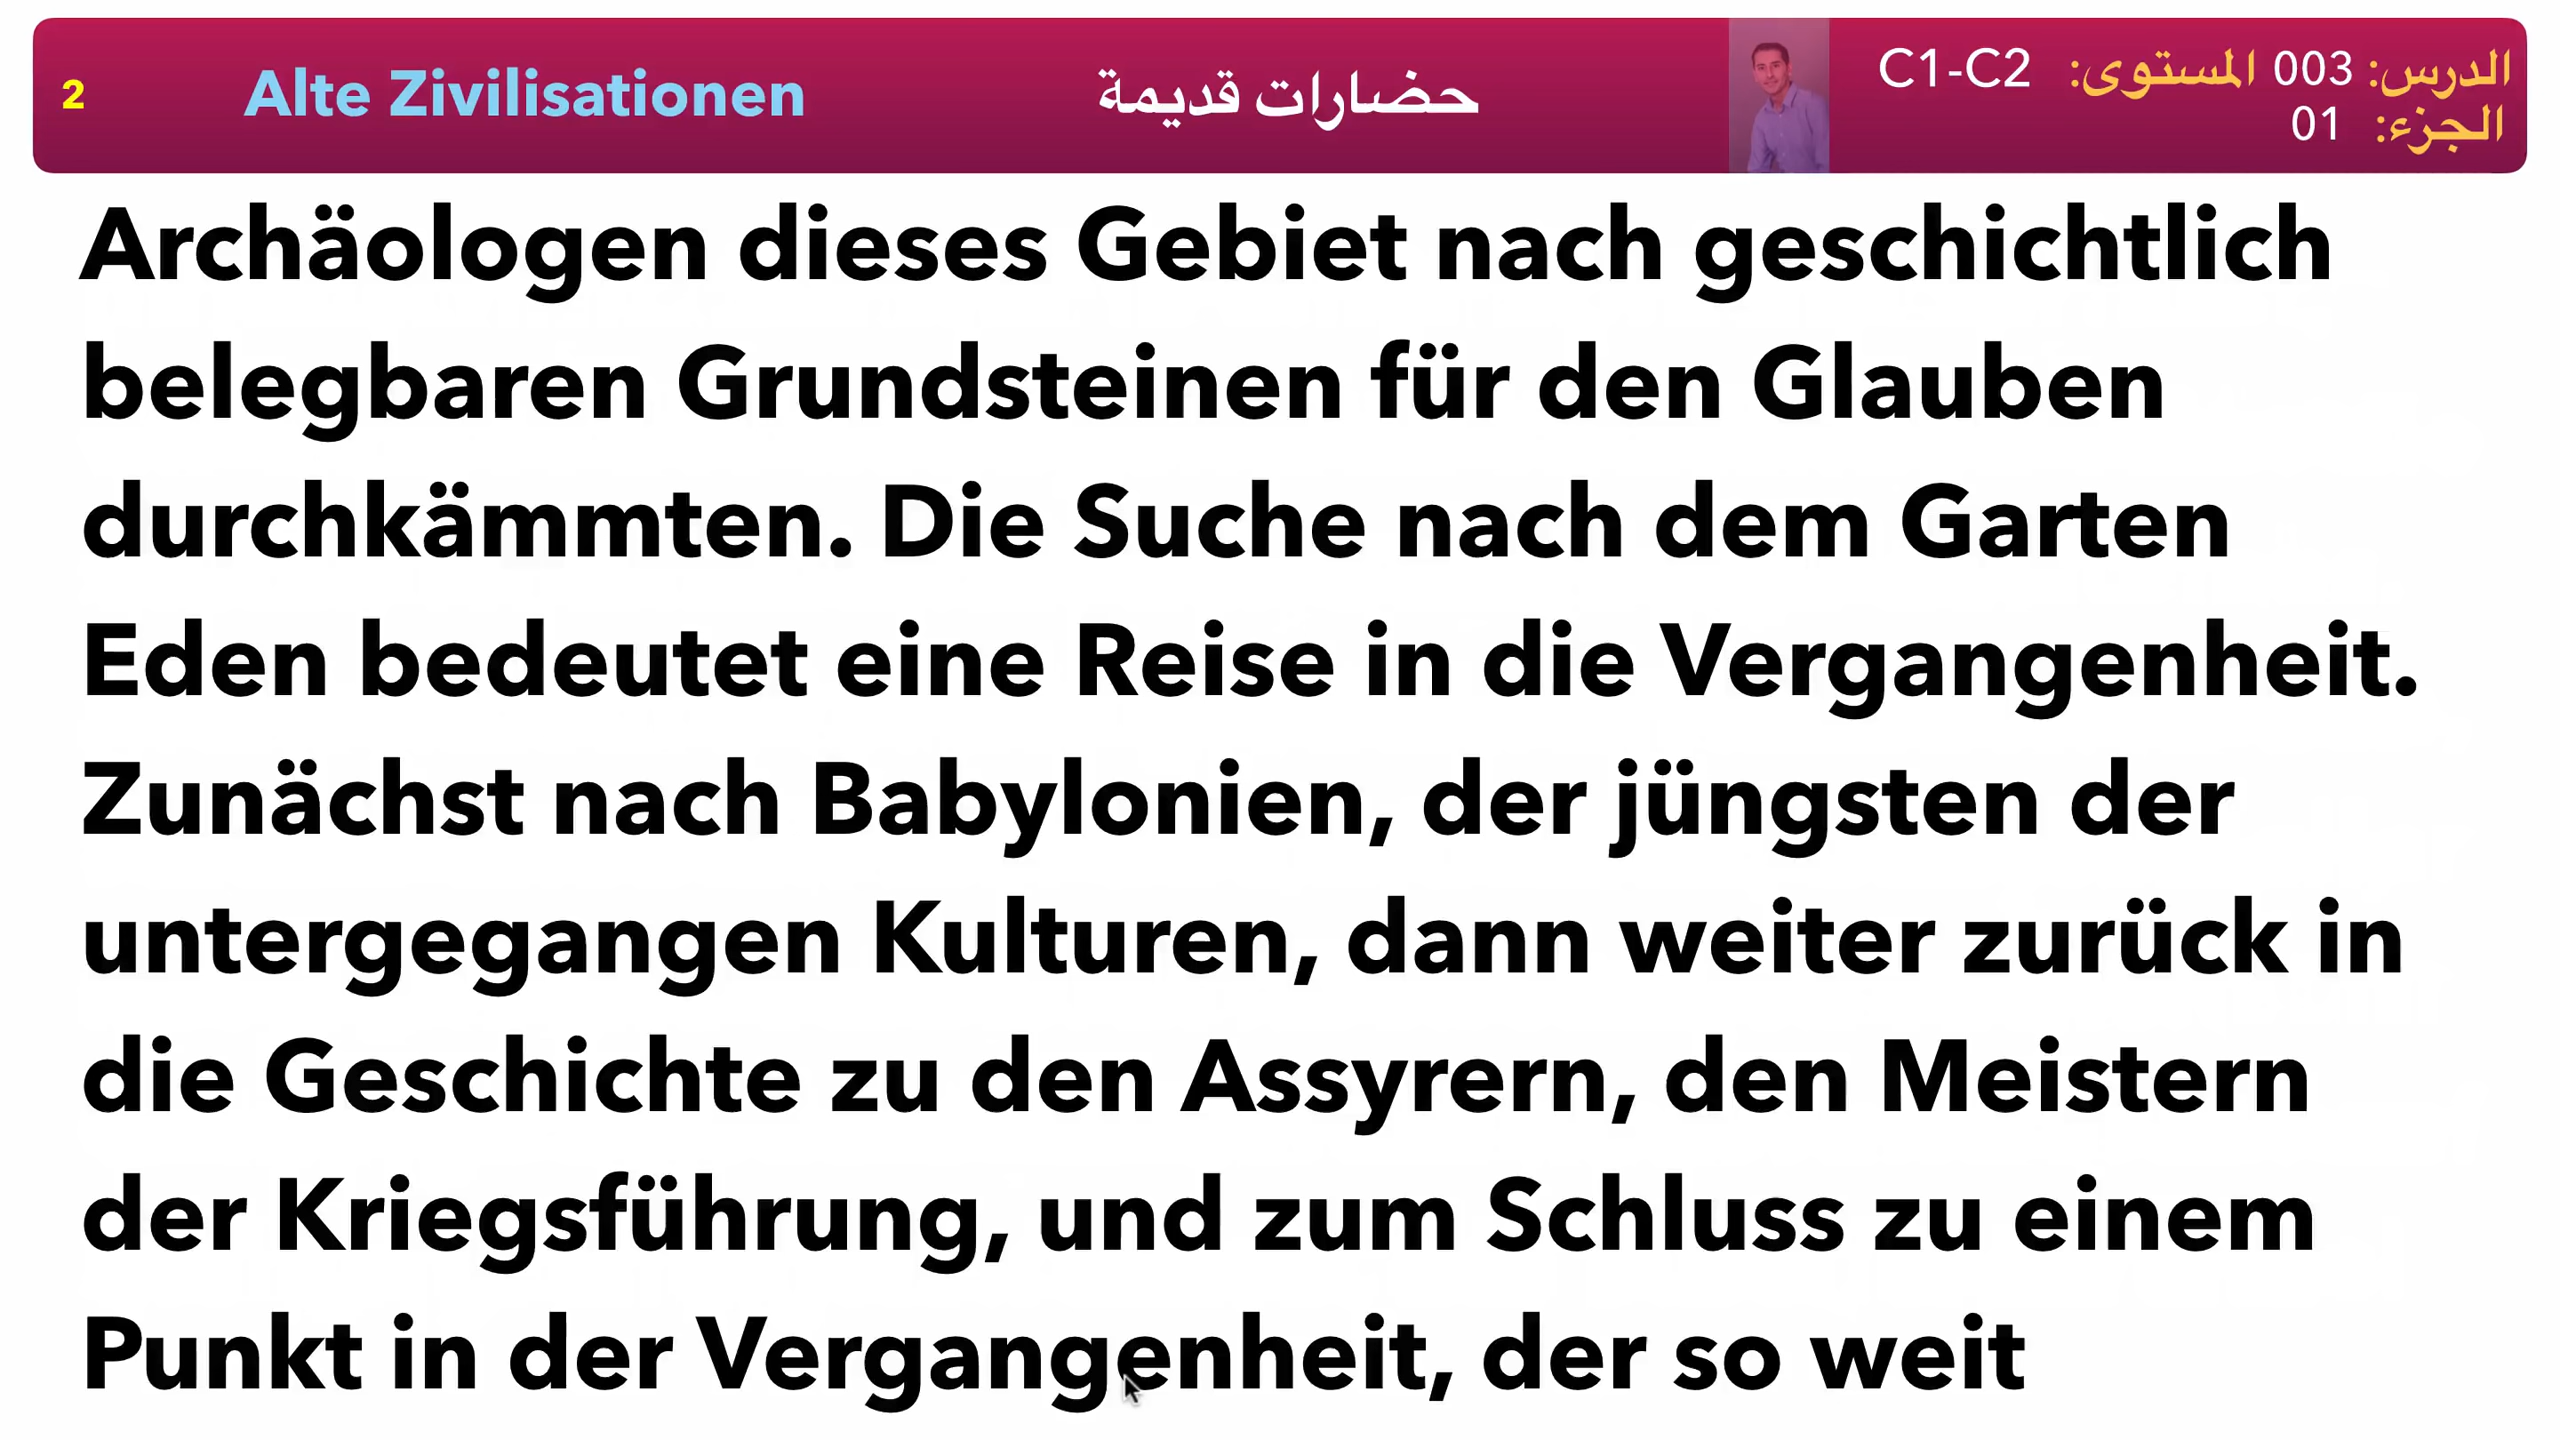 2
Alte Zivilisationen
حضارات قديمة
الدرس: 003 المستوى: C1-C2
الجزء: 01
Archäologen dieses Gebiet nach geschichtlich
belegbaren Grundsteinen für den Glauben
durchkämmten. Die Suche nach dem Garten
Eden bedeutet eine Reise in die Vergangenheit.
Zunächst nach Babylonien, der jüngsten der
untergegangen Kulturen, dann weiter zurück in
die Geschichte zu den Assyrern, den Meistern
der Kriegsführung, und zum Schluss zu einem
Punkt in der Vergangenheit, der so weit